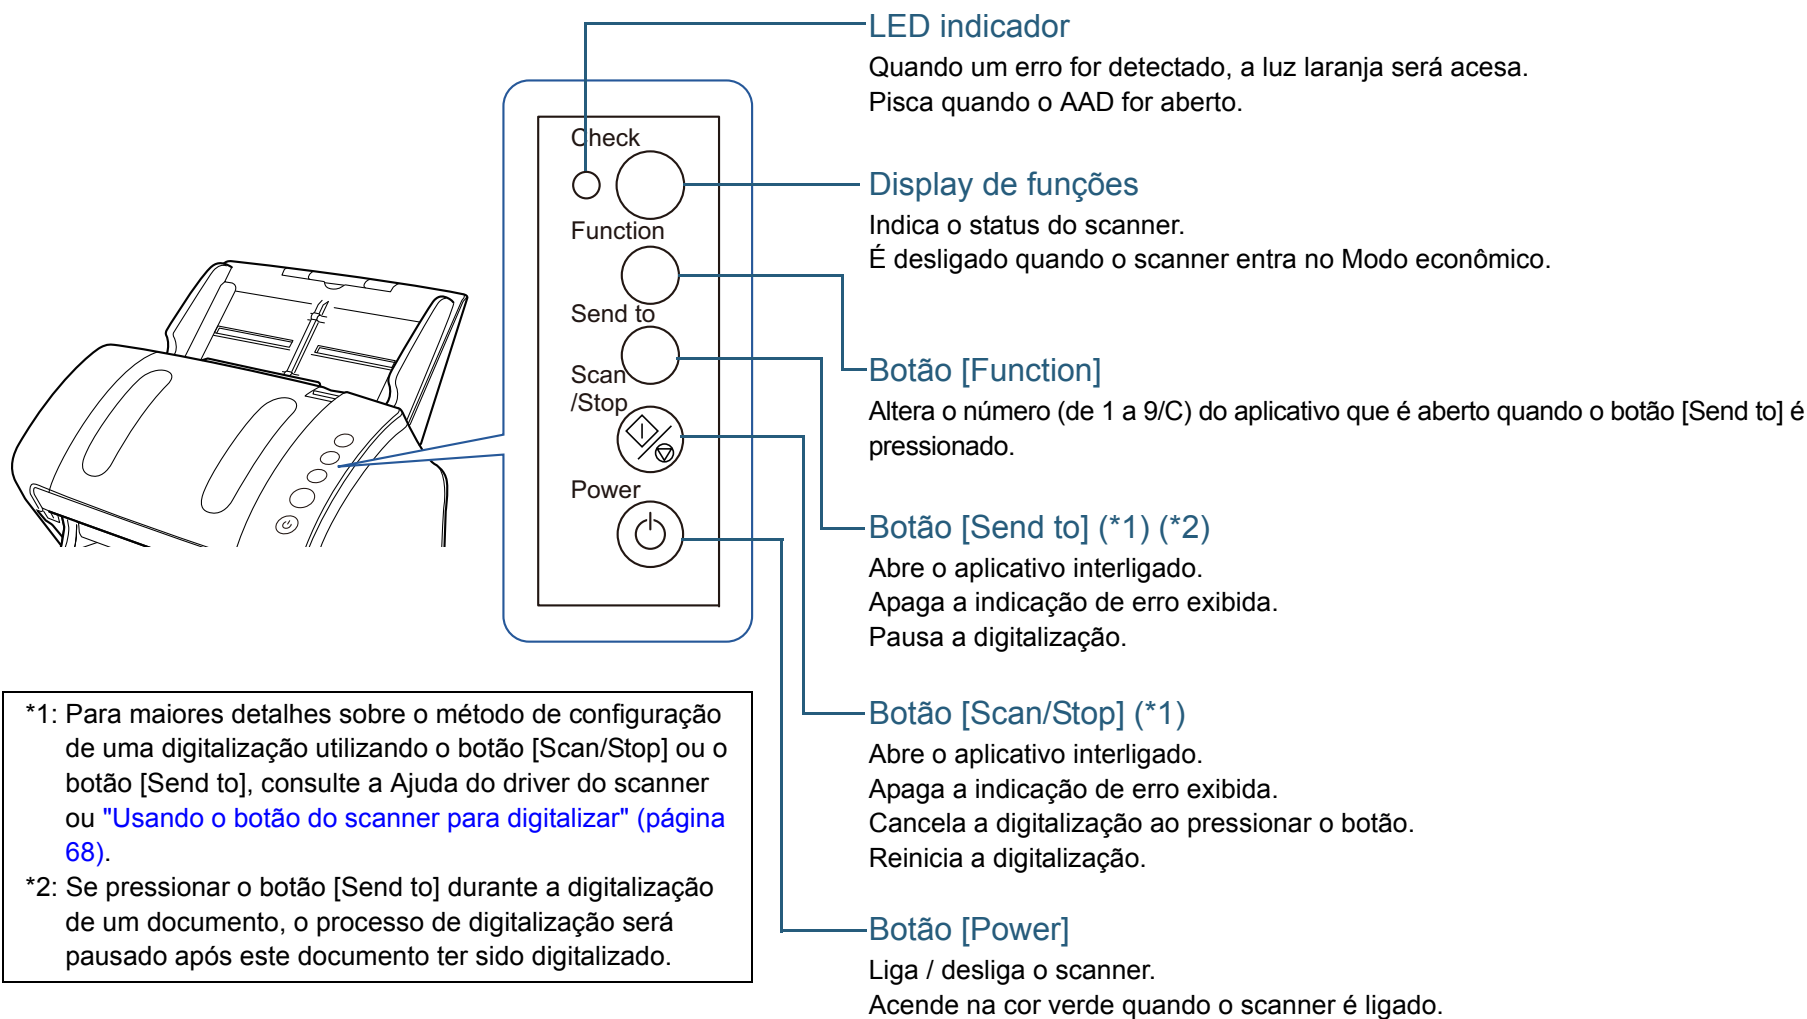 LED indicador
Quando um erro for detectado, a luz laranja será acesa.
Pisca quando o AAD for aberto.
Check
Display de funções
Indica o status do scanner.
É desligado quando o scanner entra no Modo econômico.
Function
Send to
Scan
/Stop
Power
Botão [Function]
Altera o número (de 1 a 9/C) do aplicativo que é aberto quando o botão [Send to] é
pressionado.
Botão [Send to] (*1) (*2)
Abre o aplicativo interligado.
Apaga a indicação de erro exibida.
Pausa a digitalização.
Botão [Scan/Stop] (*1)
Abre o aplicativo interligado.
Apaga a indicação de erro exibida.
Cancela a digitalização ao pressionar o botão.
Reinicia a digitalização.
Botão [Power]
Liga / desliga o scanner.
Acende na cor verde quando o scanner é ligado.
*1: Para maiores detalhes sobre o método de configuração
de uma digitalização utilizando o botão [Scan/Stop] ou o
botão [Send to], consulte a Ajuda do driver do scanner
ou "Usando o botão do scanner para digitalizar" (página
68).
*2: Se pressionar o botão [Send to] durante a digitalização
de um documento, o processo de digitalização será
pausado após este documento ter sido digitalizado.